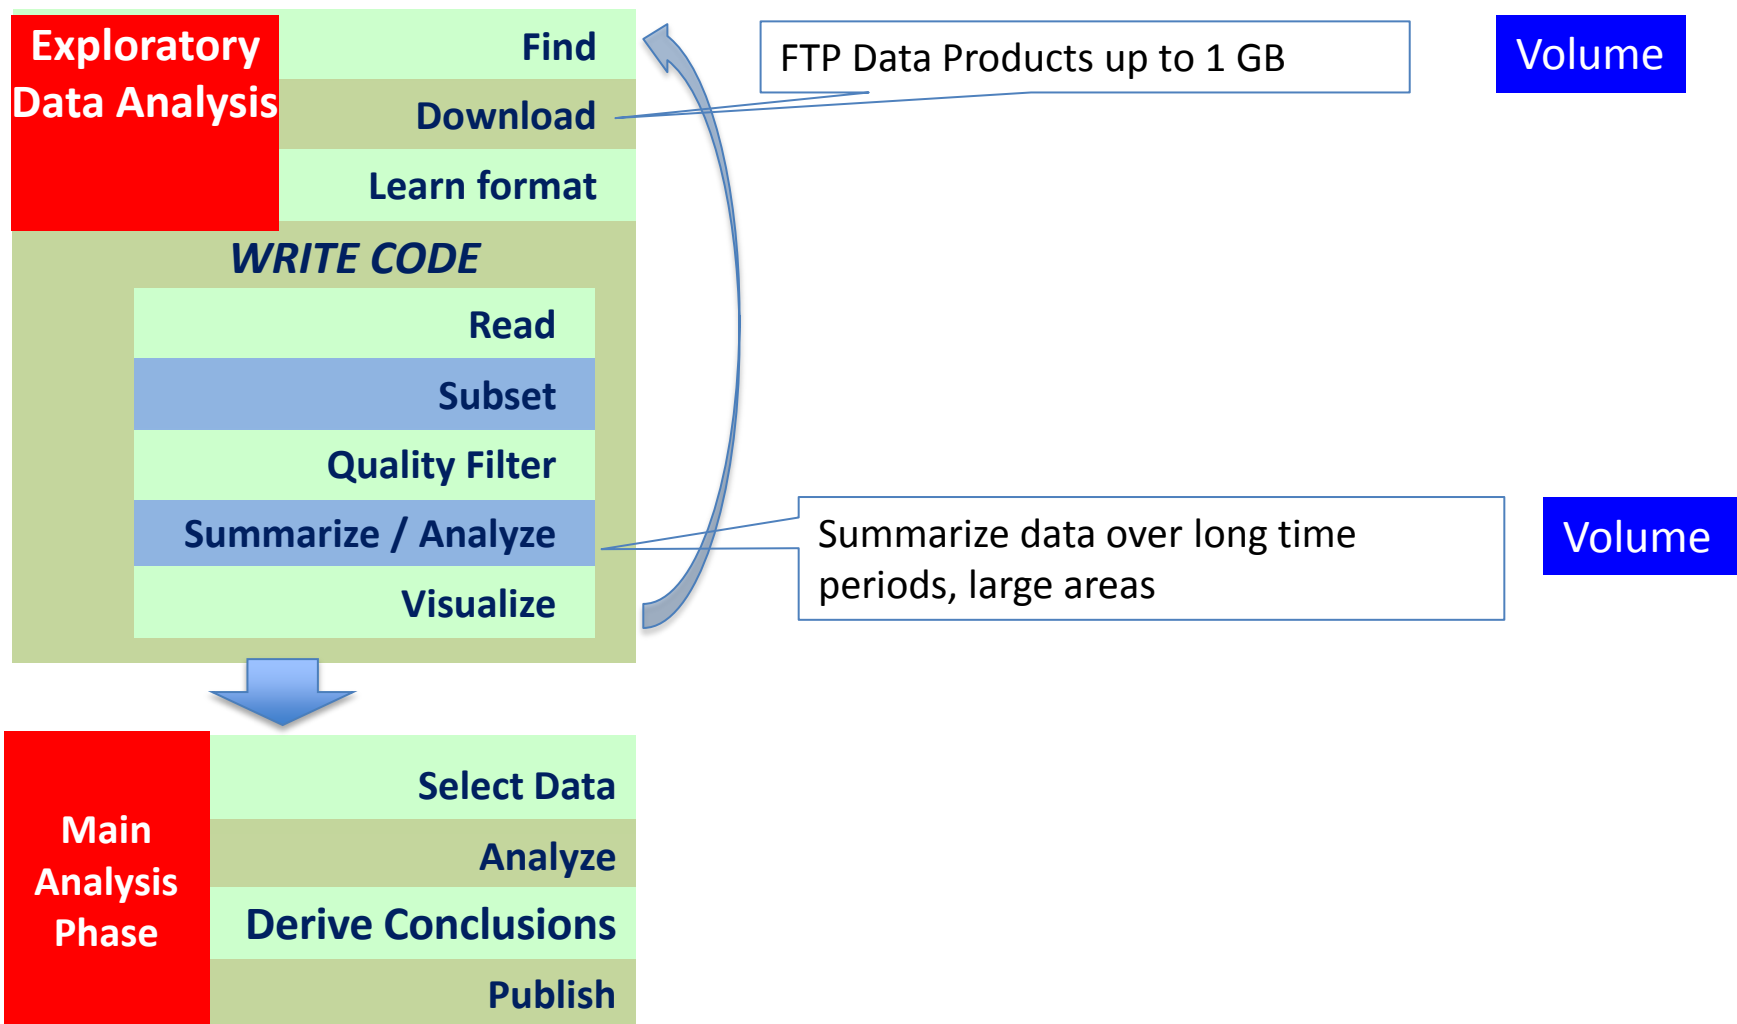 Exploratory
Data Analysis
Find
Download
Learn format
WRITE CODE
Read
Subset
Quality Filter
Summarize / Analyze
Visualize
FTP Data Products up to 1 GB
Volume
Summarize data over long time
periods, large areas
Volume
Main
Analysis
Phase
Select Data
Analyze
Derive Conclusions
Publish